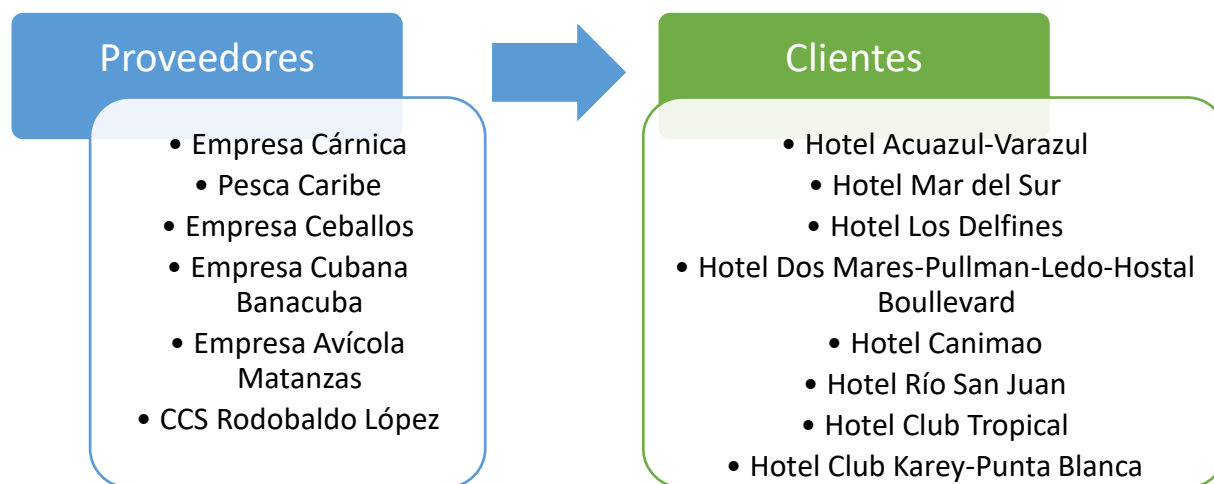 Proveedores
• Empresa Cárnica
• Pesca Caribe
• Empresa Ceballos
• Empresa Cubana
Banacuba
• Empresa Avícola
Matanzas
• CCS Rodobaldo López
Clientes
• Hotel Acuazul-Varazul
• Hotel Mar del Sur
• Hotel Los Delfines
• Hotel Dos Mares-Pullman-Ledo-Hostal
Boullevard
• Hotel Canimao
• Hotel Río San Juan
• Hotel Club Tropical
• Hotel Club Karey-Punta Blanca